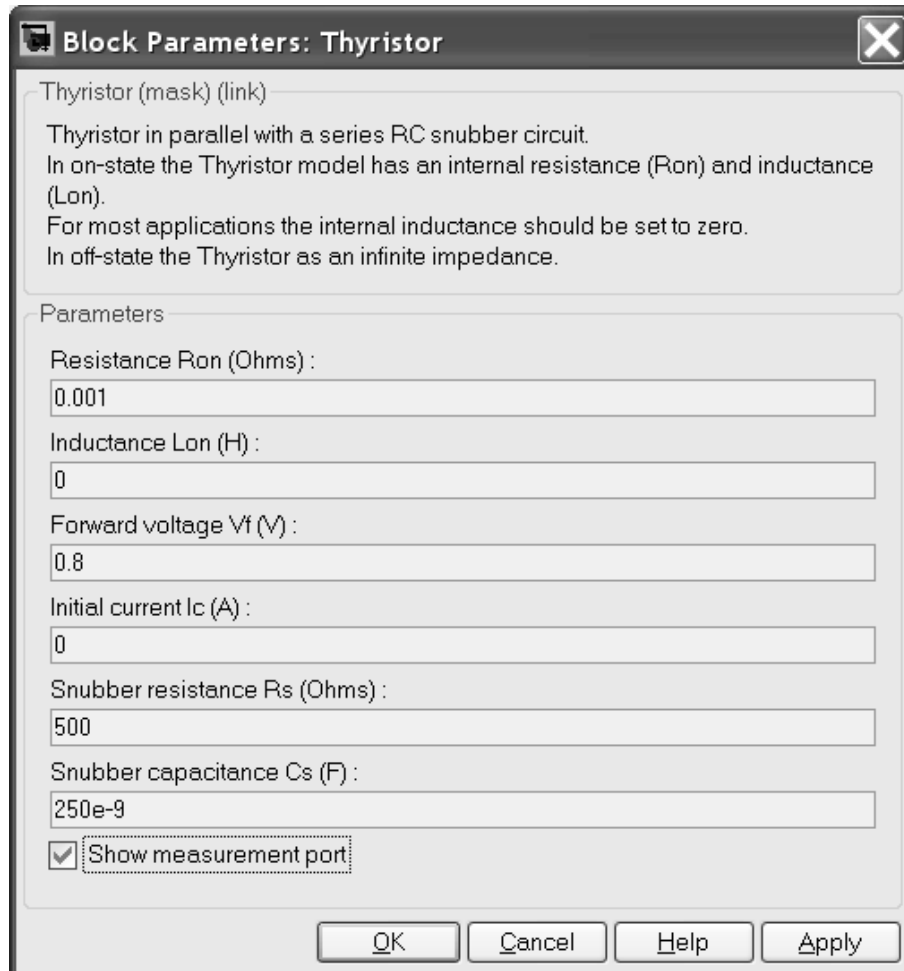 Block Parameters: Thyristor
Thyristor (mask) (link)
Thyristor in parallel with a series RC snubber circuit.
In on-state the Thyristor model has an internal resistance (Ron) and inductance
(Lon).
For most applications the internal inductance should be set to zero.
In off-state the Thyristor as an infinite impedance.
Parameters
Resistance Ron (Ohms) :
0.001
Inductance Lon (H) :
0
Forward voltage Vf (V) :
0.8
Initial current Ic (A) :
0
Snubber resistance Rs (Ohms) :
500
Snubber capacitance Cs (F) :
250e-9
Show measurement port
OK Cancel Help Apply